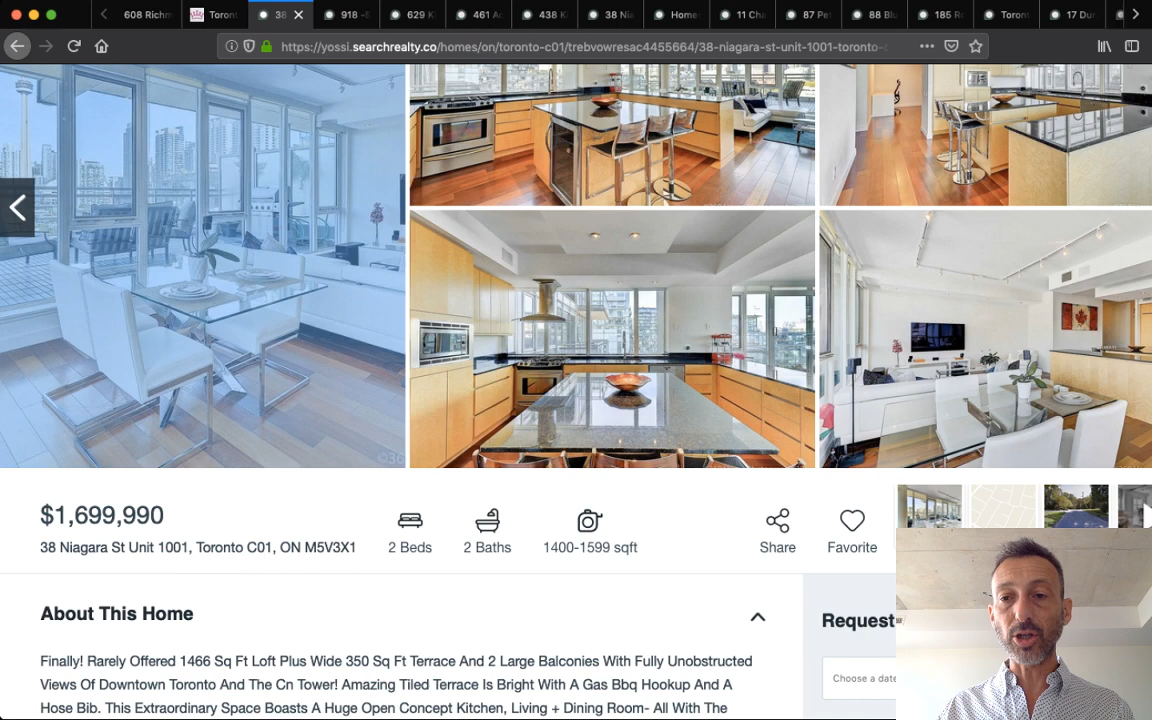 608 Richm
Toront
38
918 -
629 K
461 A
438 K
38 Nia
Home
11 Cha
87 Pet
88 Blu
185 R
Toront
17 Dur
https://yossi.searchrealty.co/homes/on/toronto-c01/trebvowresac4455664/38-niagara-st-unit-1001-toronto-
$1,699,990
38 Niagara St Unit 1001, Toronto C01, ON M5V3X1
2 Beds
2 Baths
1400-1599 sqft
Share
Favorite
About This Home
Request
Choose a date
Finally! Rarely Offered 1466 Sq Ft Loft Plus Wide 350 Sq Ft Terrace And 2 Large Balconies With Fully Unobstructed
Views Of Downtown Toronto And The Cn Tower! Amazing Tiled Terrace Is Bright With A Gas Bbq Hookup And A
Hose Bib. This Extraordinary Space Boasts A Huge Open Concept Kitchen, Living + Dining Room- All With The